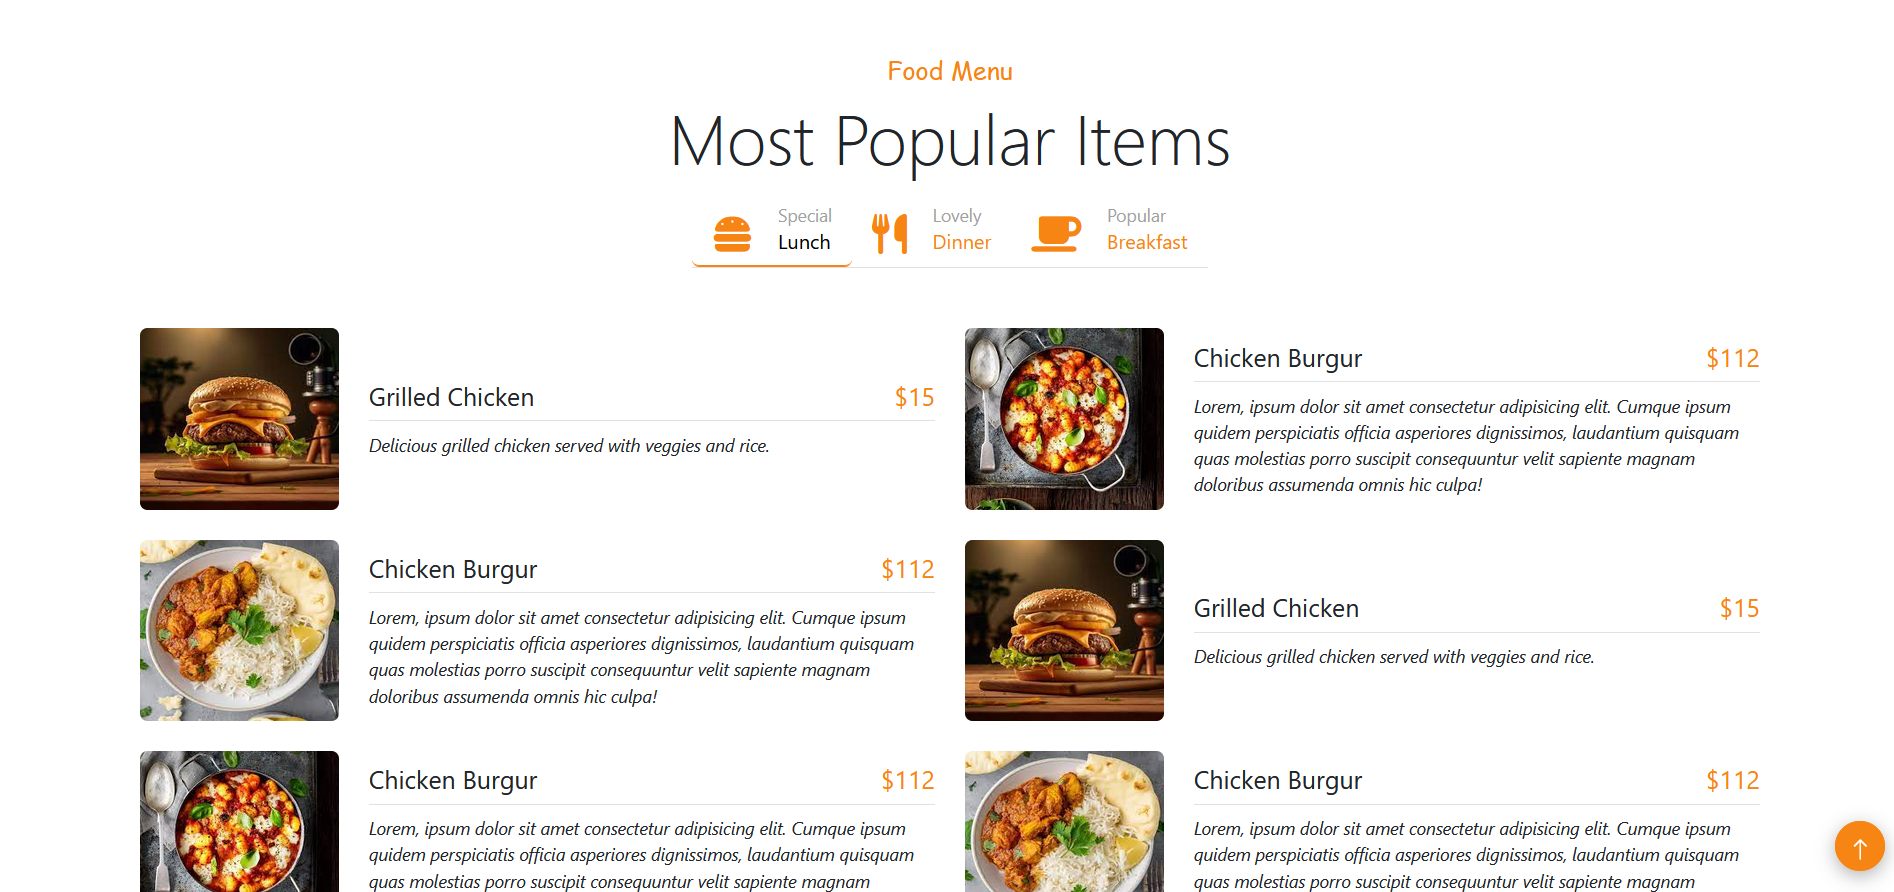 Food Menu
Most Popular Items
Special
Lunch
Lovely
Dinner
Popular
Breakfast
Grilled Chicken $15
Delicious grilled chicken served with veggies and rice.
Chicken Burgur $112
Lorem, ipsum dolor sit amet consectetur adipisicing elit. Cumque ipsum
quidem perspiciatis officia asperiores dignissimos, laudantium quisquam
quas molestias porro suscipit consequuntur velit sapiente magnam
doloribus assumenda omnis hic culpa!
Chicken Burgur $112
Lorem, ipsum dolor sit amet consectetur adipisicing elit. Cumque ipsum
quidem perspiciatis officia asperiores dignissimos, laudantium quisquam
quas molestias porro suscipit consequuntur velit sapiente magnam
doloribus assumenda omnis hic culpa!
Grilled Chicken $15
Delicious grilled chicken served with veggies and rice.
Chicken Burgur $112
Lorem, ipsum dolor sit amet consectetur adipisicing elit. Cumque ipsum
quidem perspiciatis officia asperiores dignissimos, laudantium quisquam
quas molestias porro suscipit consequuntur velit sapiente magnam
Chicken Burgur $112
Lorem, ipsum dolor sit amet consectetur adipisicing elit. Cumque ipsum
quidem perspiciatis officia asperiores dignissimos, laudantium quisquam
quas molestias porro suscipit consequuntur velit sapiente magnam